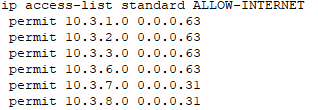 ip access-list standard ALLOW-INTERNET
permit 10.3.1.0 0.0.0.63
permit 10.3.2.0 0.0.0.63
permit 10.3.3.0 0.0.0.63
permit 10.3.6.0 0.0.0.63
permit 10.3.7.0 0.0.0.31
permit 10.3.8.0 0.0.0.31